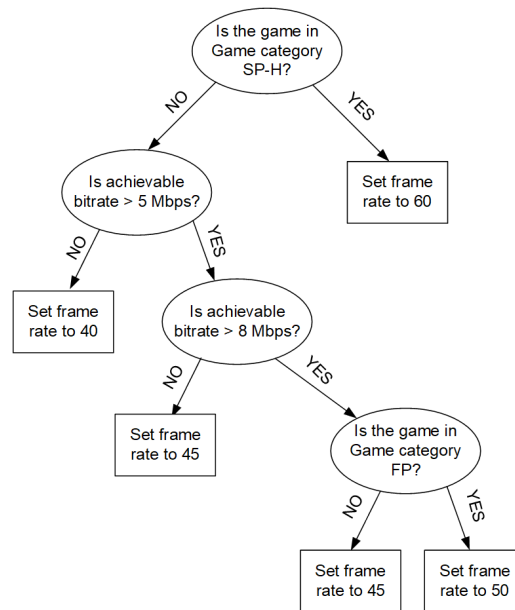 Is the game in
Game category
SP-H?
NO
YES
Is achievable
bitrate > 5 Mbps?
Set frame
rate to 60
NO
YES
Set frame
rate to 40
Is achievable
bitrate > 8 Mbps?
NO
YES
Set frame
rate to 45
Is the game in
Game category
FP?
NO
YES
Set frame
rate to 45
Set frame
rate to 50